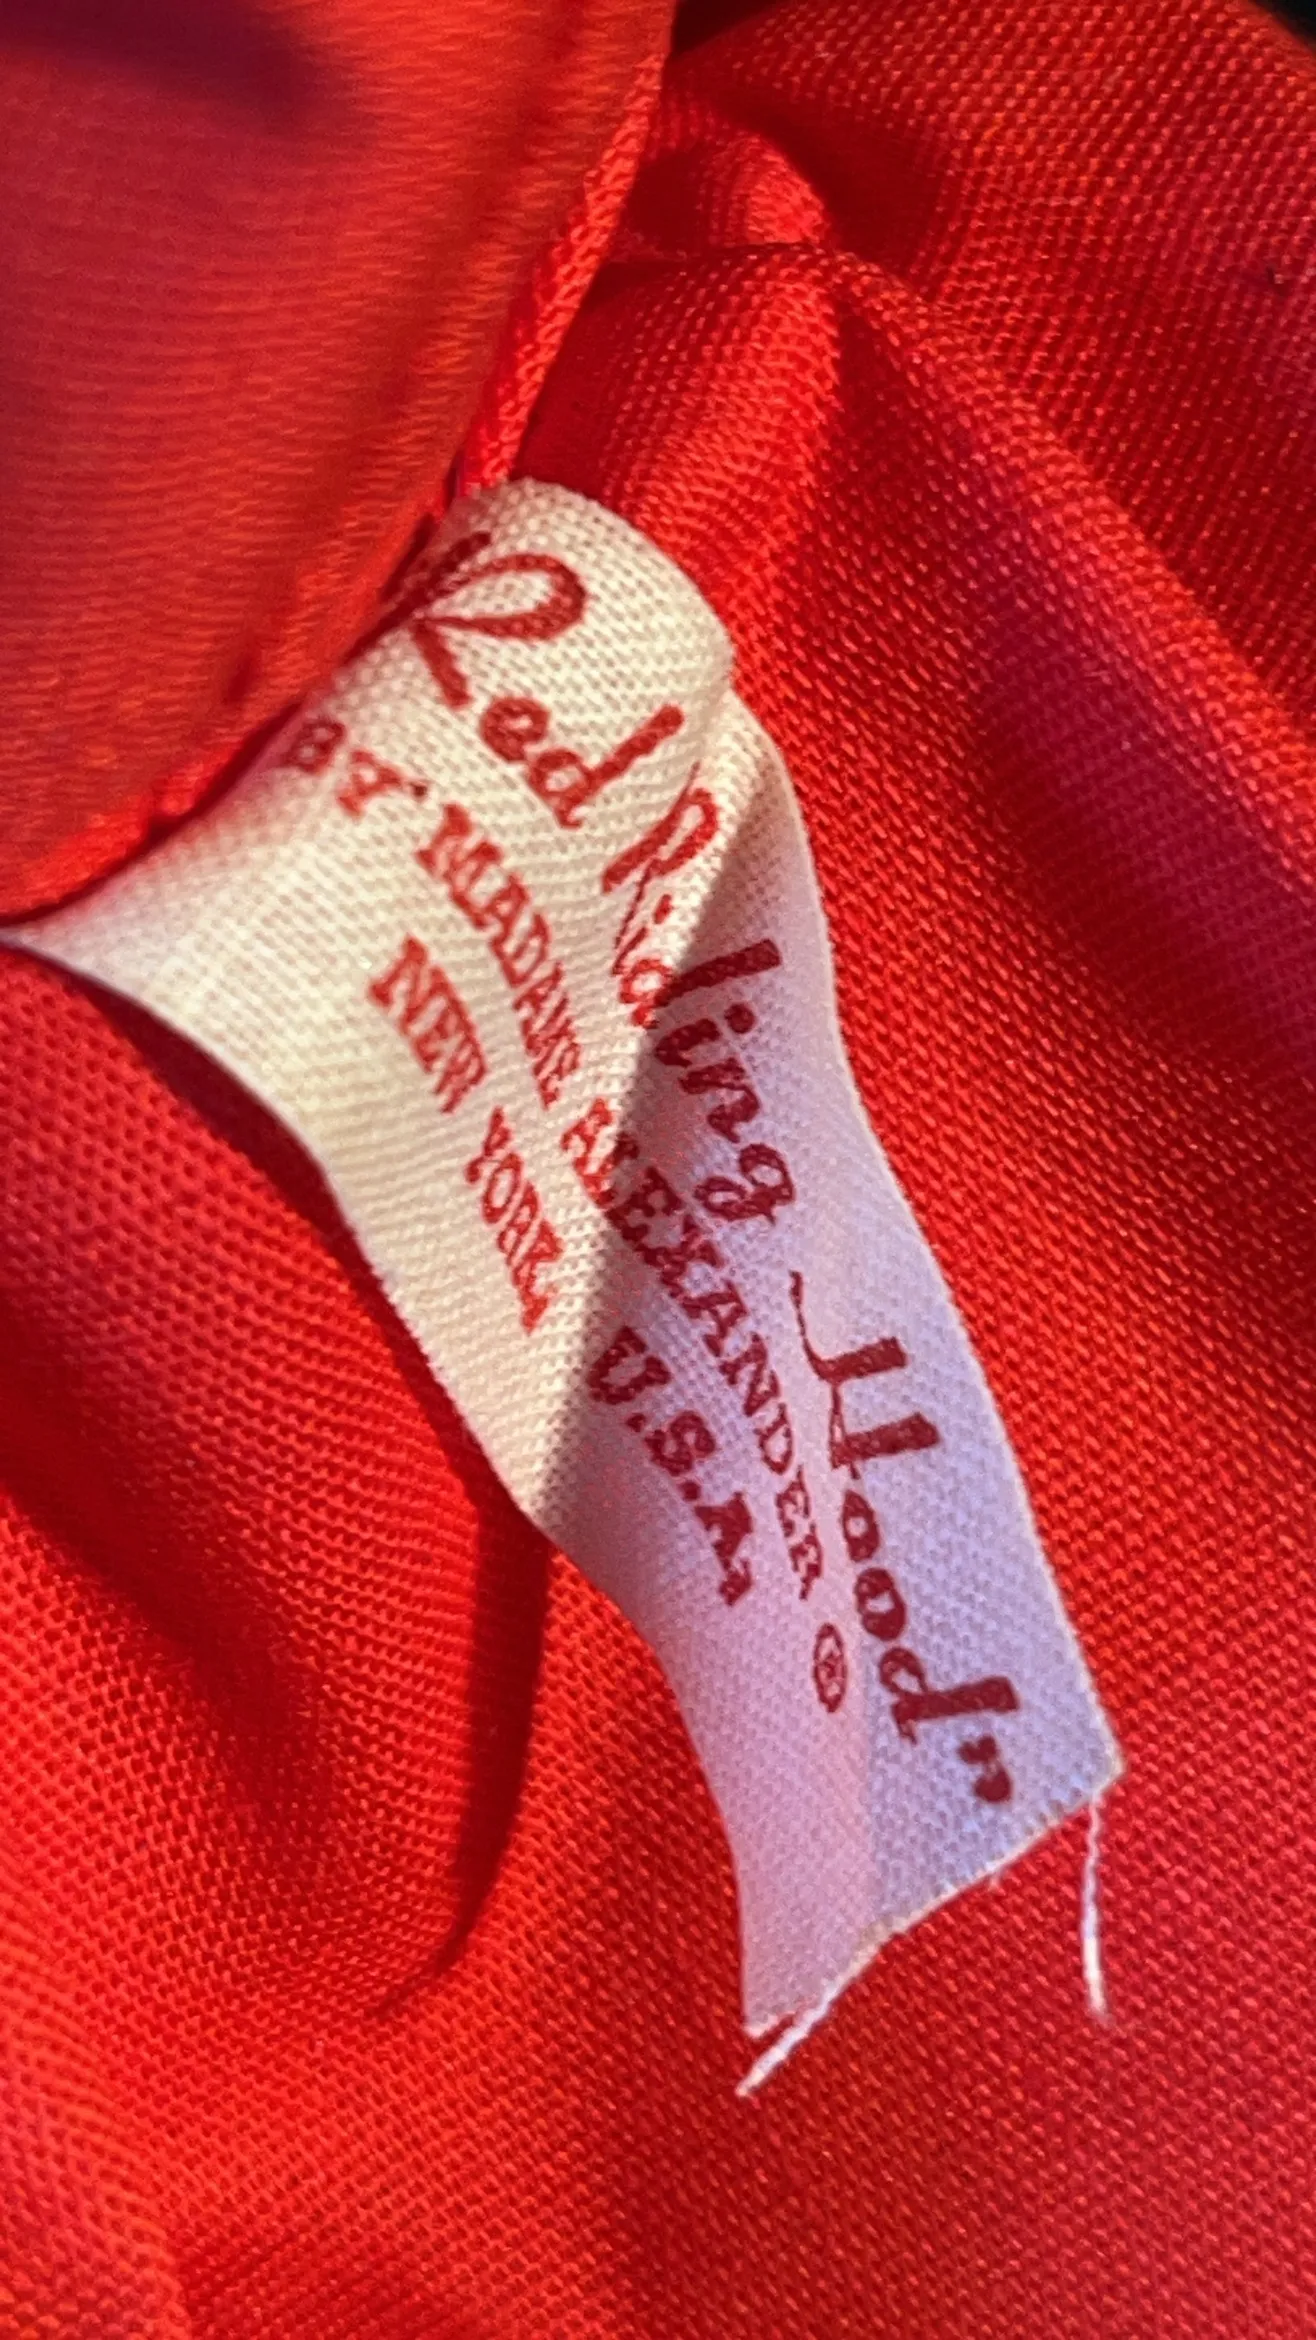 "Red Riding Hood"
BY MADAME ALEXANDER ®
NEW YORK, U.S.A.